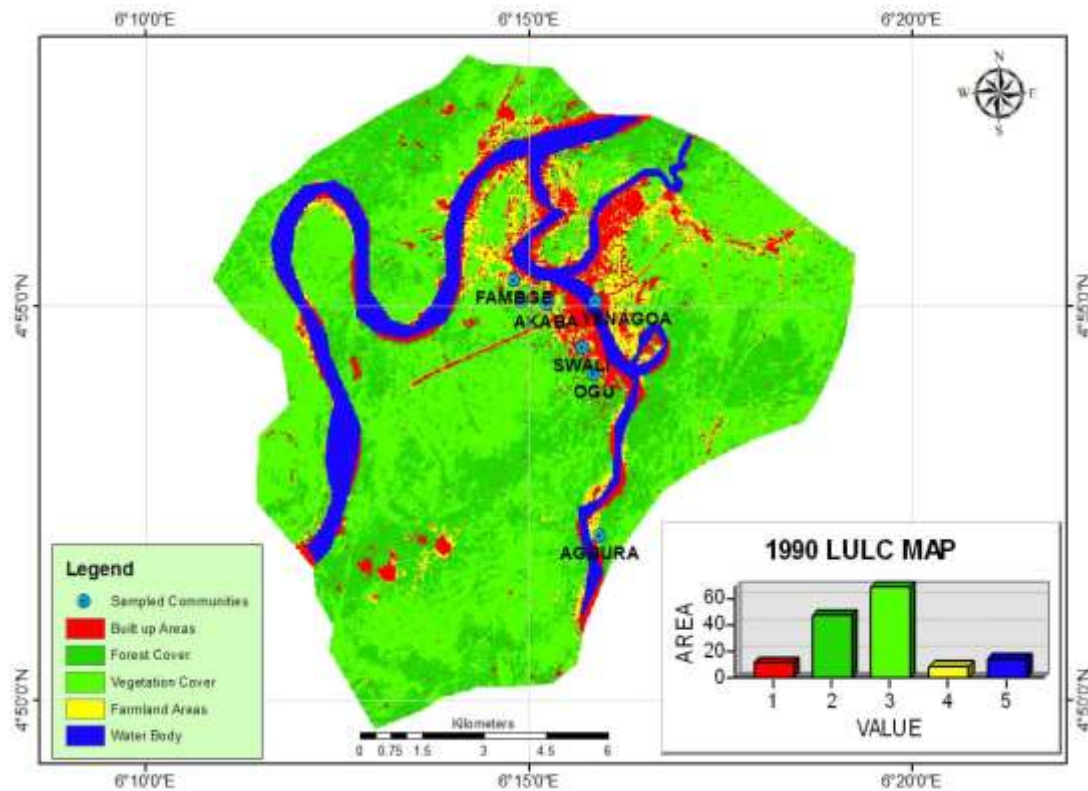 6°10'0"E 6°15'0"E 6°20'0"E
N
W E
S
4°55'0"N 4°55'0"N
FAMBGE
AKABA YENAGOA
SWALI
OGU
AGBURA
Legend
Sampled Communities
Built up Areas
Forest Cover
Vegetation Cover
Farmland Areas
Water Body
Kilometers
0 0.75 1.5 3 4.5 6
1990 LULC MAP
AREA
60
40
20
0
1 2 3 4 5
VALUE
4°50'0"N 4°50'0"N
6°10'0"E 6°15'0"E 6°20'0"E